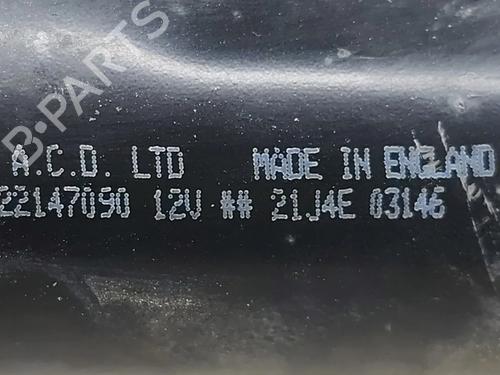 B-PARTS
A.C.D. LTD MADE IN ENGLAND
22147090 12V ## 21J4E 03146